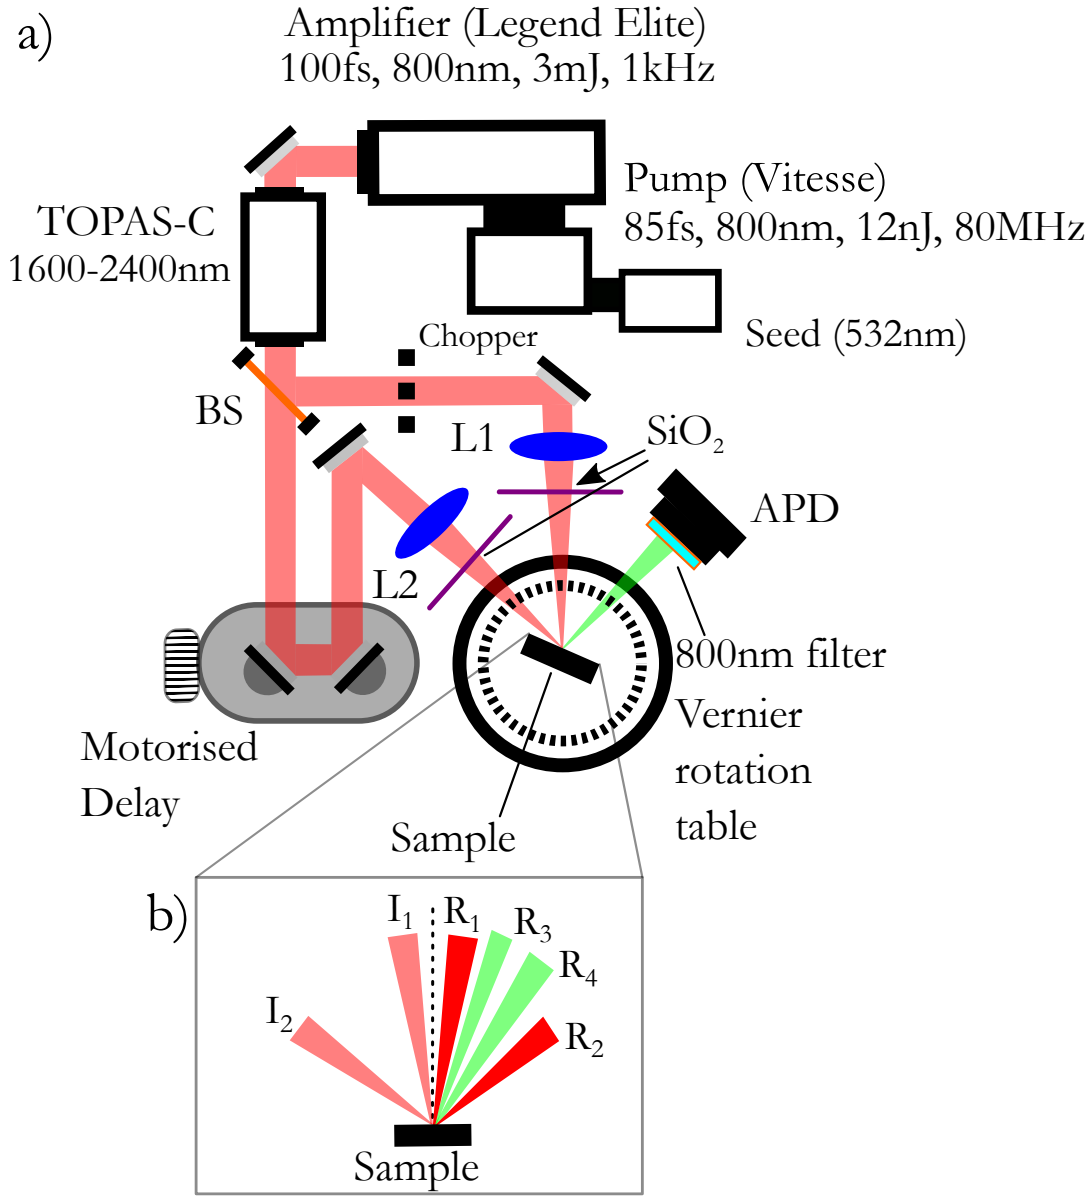 a)
Amplifier (Legend Elite)
100fs, 800nm, 3mJ, 1kHz
Pump (Vitesse)
85fs, 800nm, 12nJ, 80MHz
TOPAS-C
1600-2400nm
Seed (532nm)
Chopper
BS
L1
SiO₂
APD
L2
800nm filter
Vernier
rotation
table
Motorised
Delay
Sample
b)
I₁
R₁
R₃
R₄
I₂
R₂
Sample